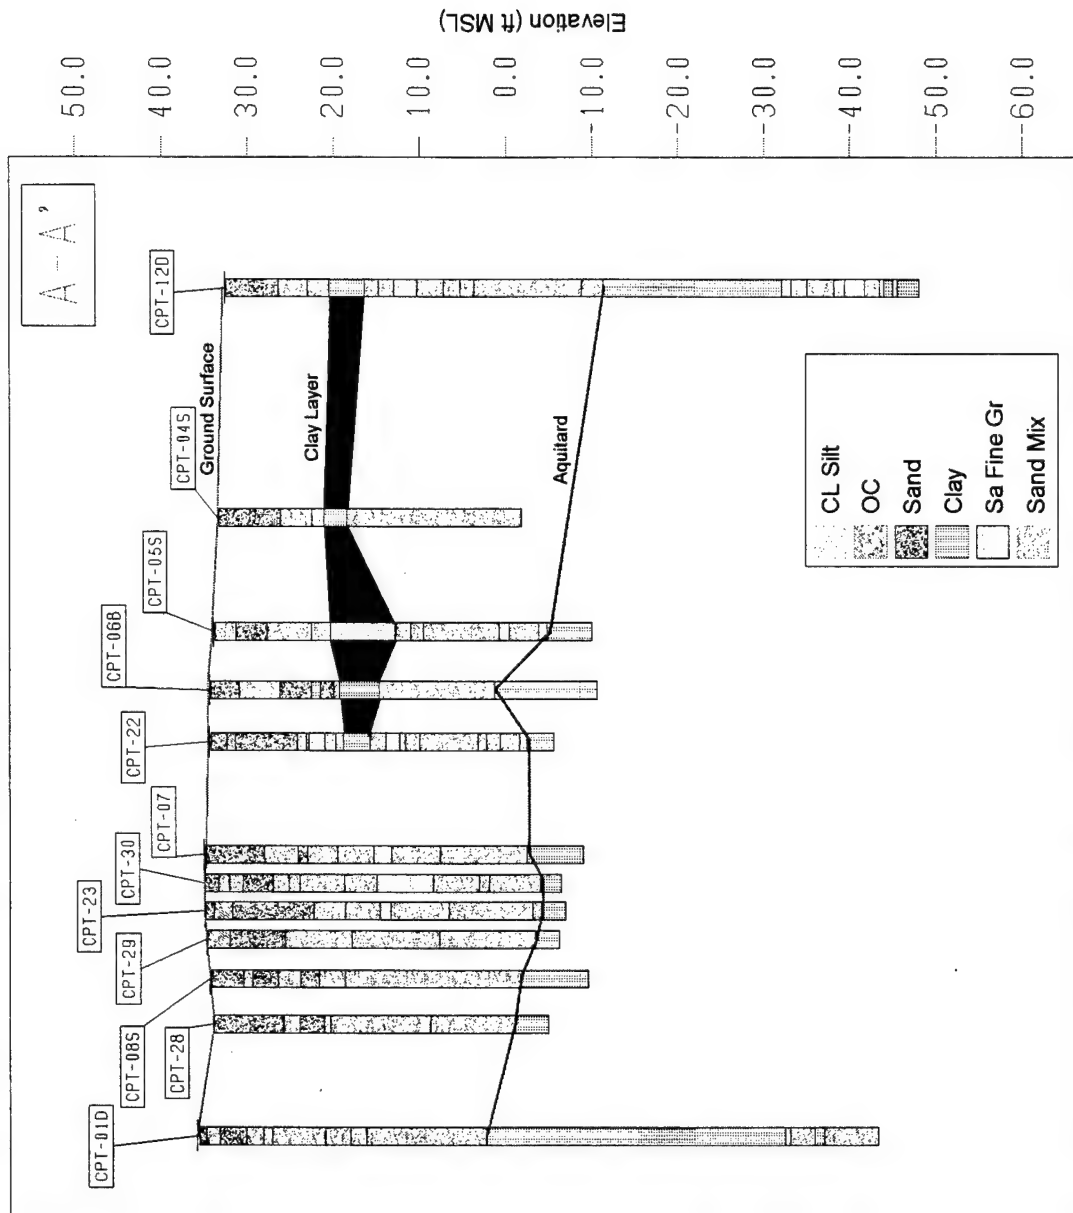 A-A'
CPT-01D
CPT-28
CPT-08S
CPT-29
CPT-23
CPT-30
CPT-07
CPT-22
CPT-06B
CPT-05S
CPT-04S
CPT-12D
Ground Surface
Clay Layer
Aquitard
50.0
40.0
30.0
20.0
10.0
0.0
-10.0
-20.0
-30.0
-40.0
-50.0
-60.0
Elevation (ft MSL)
CL Silt
OC
Sand
Clay
Sa Fine Gr
Sand Mix